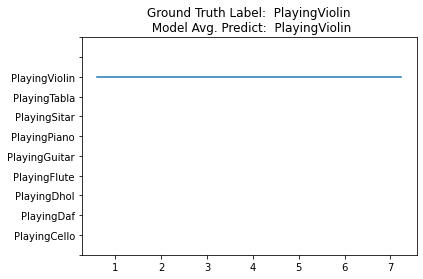 Ground Truth Label:  PlayingViolin
Model Avg. Predict:  PlayingViolin
PlayingViolin
PlayingTabla
PlayingSitar
PlayingPiano
PlayingGuitar
PlayingFlute
PlayingDhol
PlayingDaf
PlayingCello
1 2 3 4 5 6 7